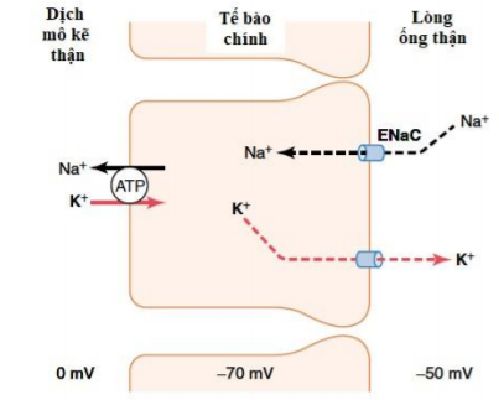 Dịch
mô kẽ
thận
Tế bào
chính
Lòng
ống thận
ENaC
Na+
Na+
Na+
ATP
K+
K+
K+
0 mV
–70 mV
–50 mV